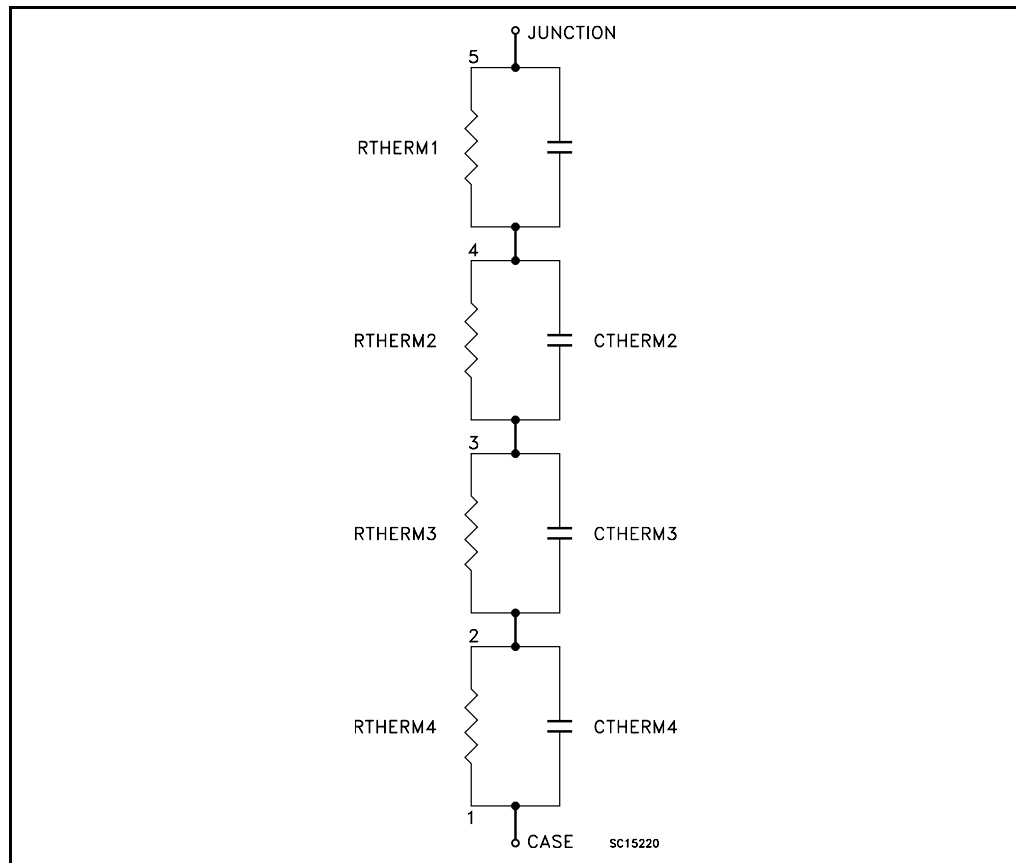 JUNCTION
5
RTHERM1
4
RTHERM2 CTHERM2
3
RTHERM3 CTHERM3
2
RTHERM4 CTHERM4
1
CASE SC15220